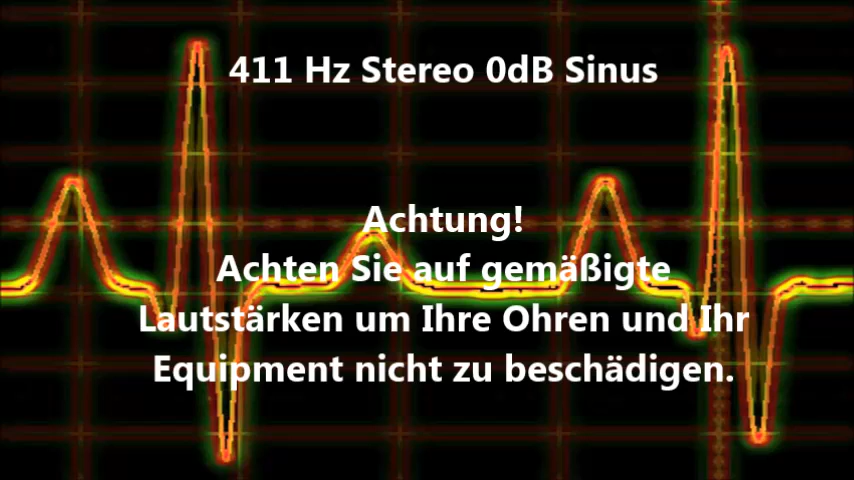 411 Hz Stereo 0dB Sinus
Achtung!
Achten Sie auf gemäßigte
Lautstärken um Ihre Ohren und Ihr
Equipment nicht zu beschädigen.